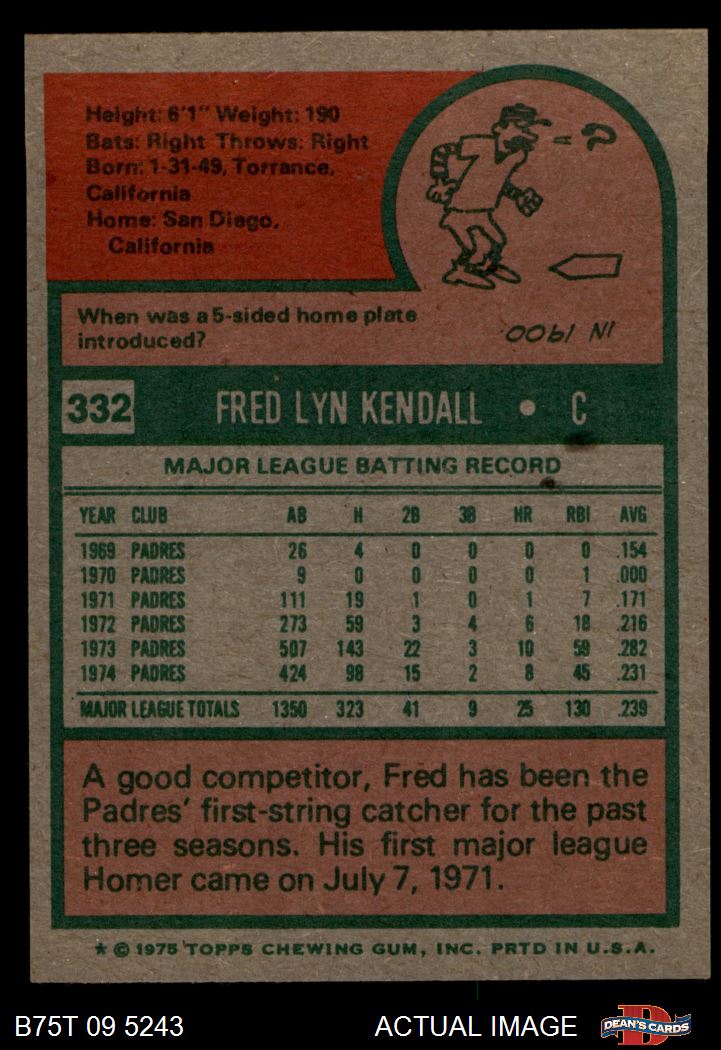 Height: 6'1" Weight: 190
Bats: Right Throws: Right
Born: 1-31-49, Torrance,
California
Home: San Diego,
California
When was a 5-sided home plate
introduced?
IN 1900
332 FRED LYN KENDALL • C
MAJOR LEAGUE BATTING RECORD
YEAR CLUB AB H 2B 3B HR RBI AVG
1969 PADRES 26 4 0 0 0 0 .154
1970 PADRES 9 0 0 0 0 1 .000
1971 PADRES 111 19 1 0 1 7 .171
1972 PADRES 273 59 3 4 6 18 .216
1973 PADRES 507 143 22 3 10 59 .282
1974 PADRES 424 98 15 2 8 45 .231
MAJOR LEAGUE TOTALS 1350 323 41 9 25 130 .239
A good competitor, Fred has been the
Padres' first-string catcher for the past
three seasons. His first major league
Homer came on July 7, 1971.
* © 1975 TOPPS CHEWING GUM, INC. PRTD IN U.S.A.
B75T 09 5243 ACTUAL IMAGE DEAN'S CARDS